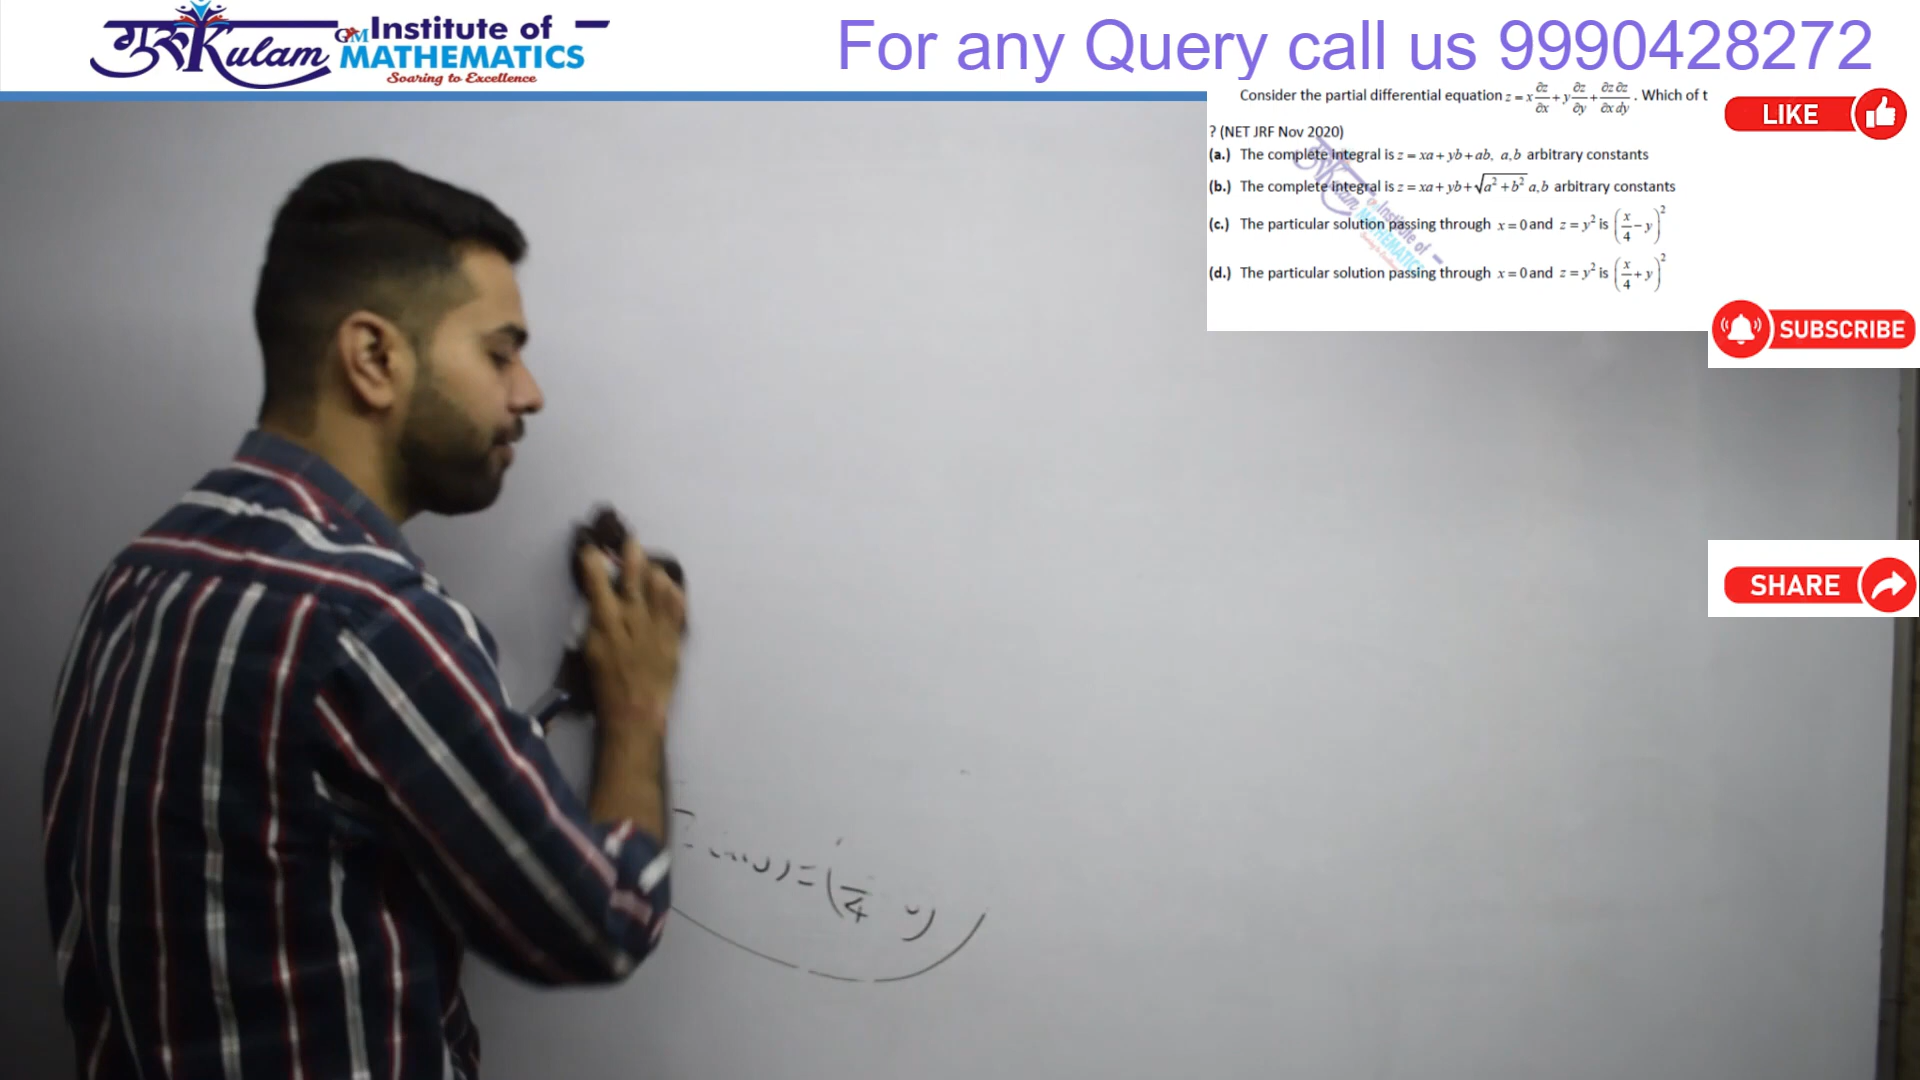 गुरुKulam GM Institute of
MATHEMATICS
Soaring to Excellence
For any Query call us 9990428272
Consider the partial differential equation z = x ∂z/∂x + y ∂z/∂y + ∂z ∂z/∂x dy . Which of t
? (NET JRF Nov 2020)
(a.) The complete integral is z = xa + yb + ab, a,b arbitrary constants
(b.) The complete integral is z = xa + yb + √(a² + b²) a,b arbitrary constants
(c.) The particular solution passing through x = 0 and z = y² is (x/4 − y)²
(d.) The particular solution passing through x = 0 and z = y² is (x/4 + y)²
LIKE
SUBSCRIBE
SHARE